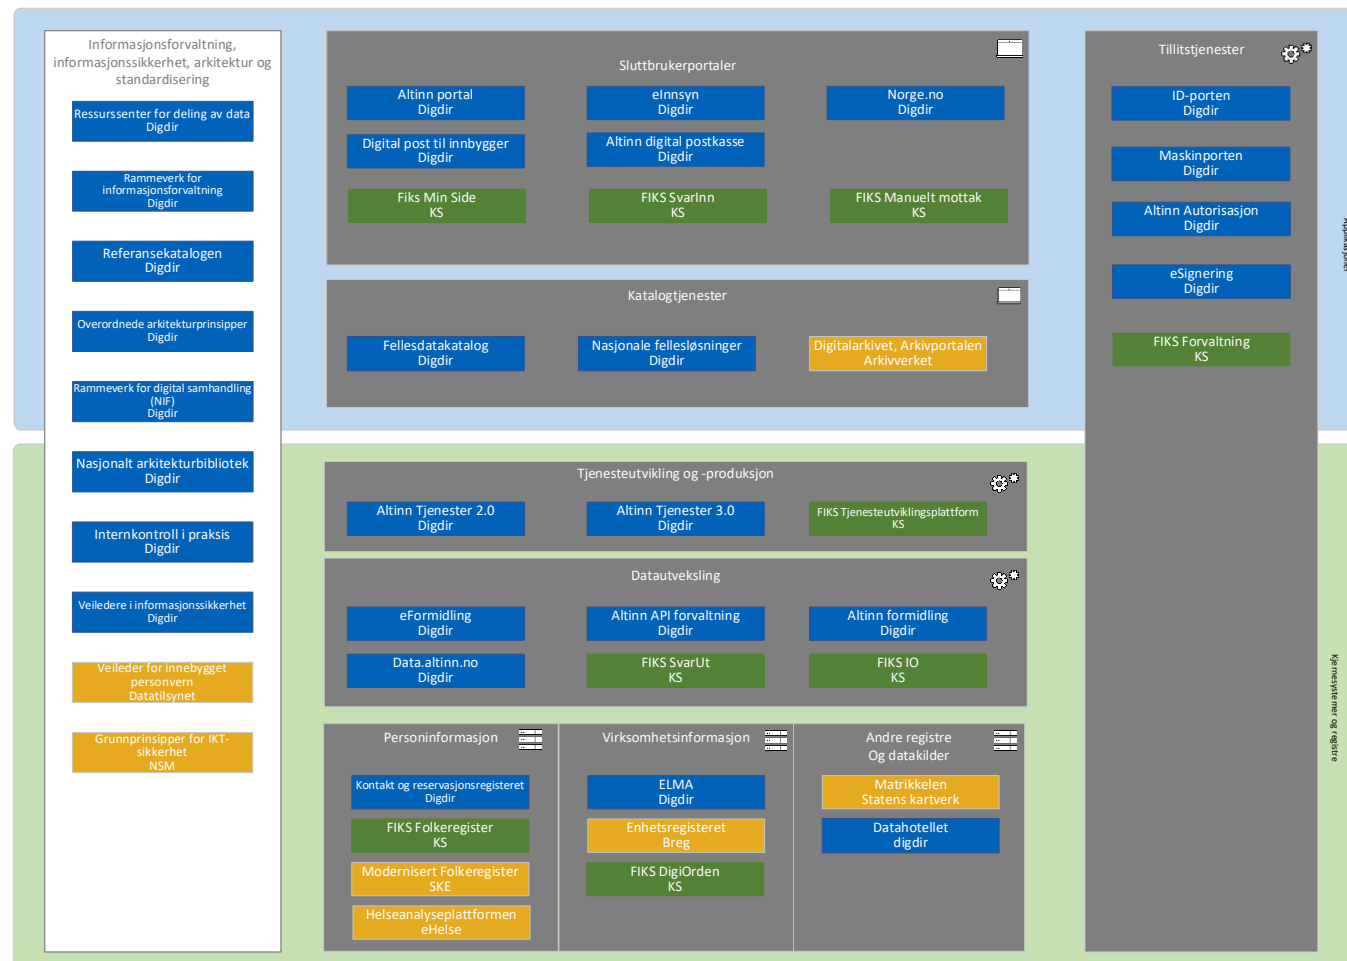 Informasjonsforvaltning,
informasjonssikkerhet, arkitektur og
standardisering
Ressurssenter for deling av data
Digdir
Rammeverk for
informasjonsforvaltning
Digdir
Referansekatalogen
Digdir
Overordnede arkitekturprinsipper
Digdir
Rammeverk for digital samhandling
(NIF)
Digdir
Nasjonalt arkitekturbibliotek
Digdir
Internkontroll i praksis
Digdir
Veiledere i informasjonssikkerhet
Digdir
Veileder for innebygget
personvern
Datatilsynet
Grunnprinsipper for IKT-
sikkerhet
NSM
Sluttbrukerportaler
Altinn portal
Digdir
eInnsyn
Digdir
Norge.no
Digdir
Digital post til innbygger
Digdir
Altinn digital postkasse
Digdir
Fiks Min Side
KS
FIKS SvarInn
KS
FIKS Manuelt mottak
KS
Katalogtjenester
Fellesdatakatalog
Digdir
Nasjonale fellesløsninger
Digdir
Digitalarkivet, Arkivportalen
Arkivverket
Tjenesteutvikling og -produksjon
Altinn Tjenester 2.0
Digdir
Altinn Tjenester 3.0
Digdir
FIKS Tjenesteutviklingsplattform
KS
Datautveksling
eFormidling
Digdir
Altinn API forvaltning
Digdir
Altinn formidling
Digdir
Data.altinn.no
Digdir
FIKS SvarUt
KS
FIKS IO
KS
Personinformasjon
Kontakt og reservasjonsregisteret
Digdir
FIKS Folkeregister
KS
Modernisert Folkeregister
SKE
Helseanalyseplattformen
eHelse
Virksomhetsinformasjon
ELMA
Digdir
Enhetsregisteret
Breg
FIKS DigiOrden
KS
Andre registre
Og datakilder
Matrikkelen
Statens kartverk
Datahotellet
digdir
Tillitstjenester
ID-porten
Digdir
Maskinporten
Digdir
Altinn Autorisasjon
Digdir
eSignering
Digdir
FIKS Forvaltning
KS
Kjernesystemer og registre